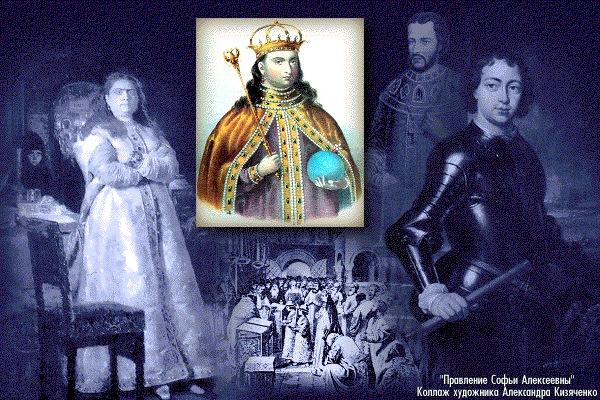 "Правление Софьи Алексеевны"
Коллаж художника Александра Кизяченко